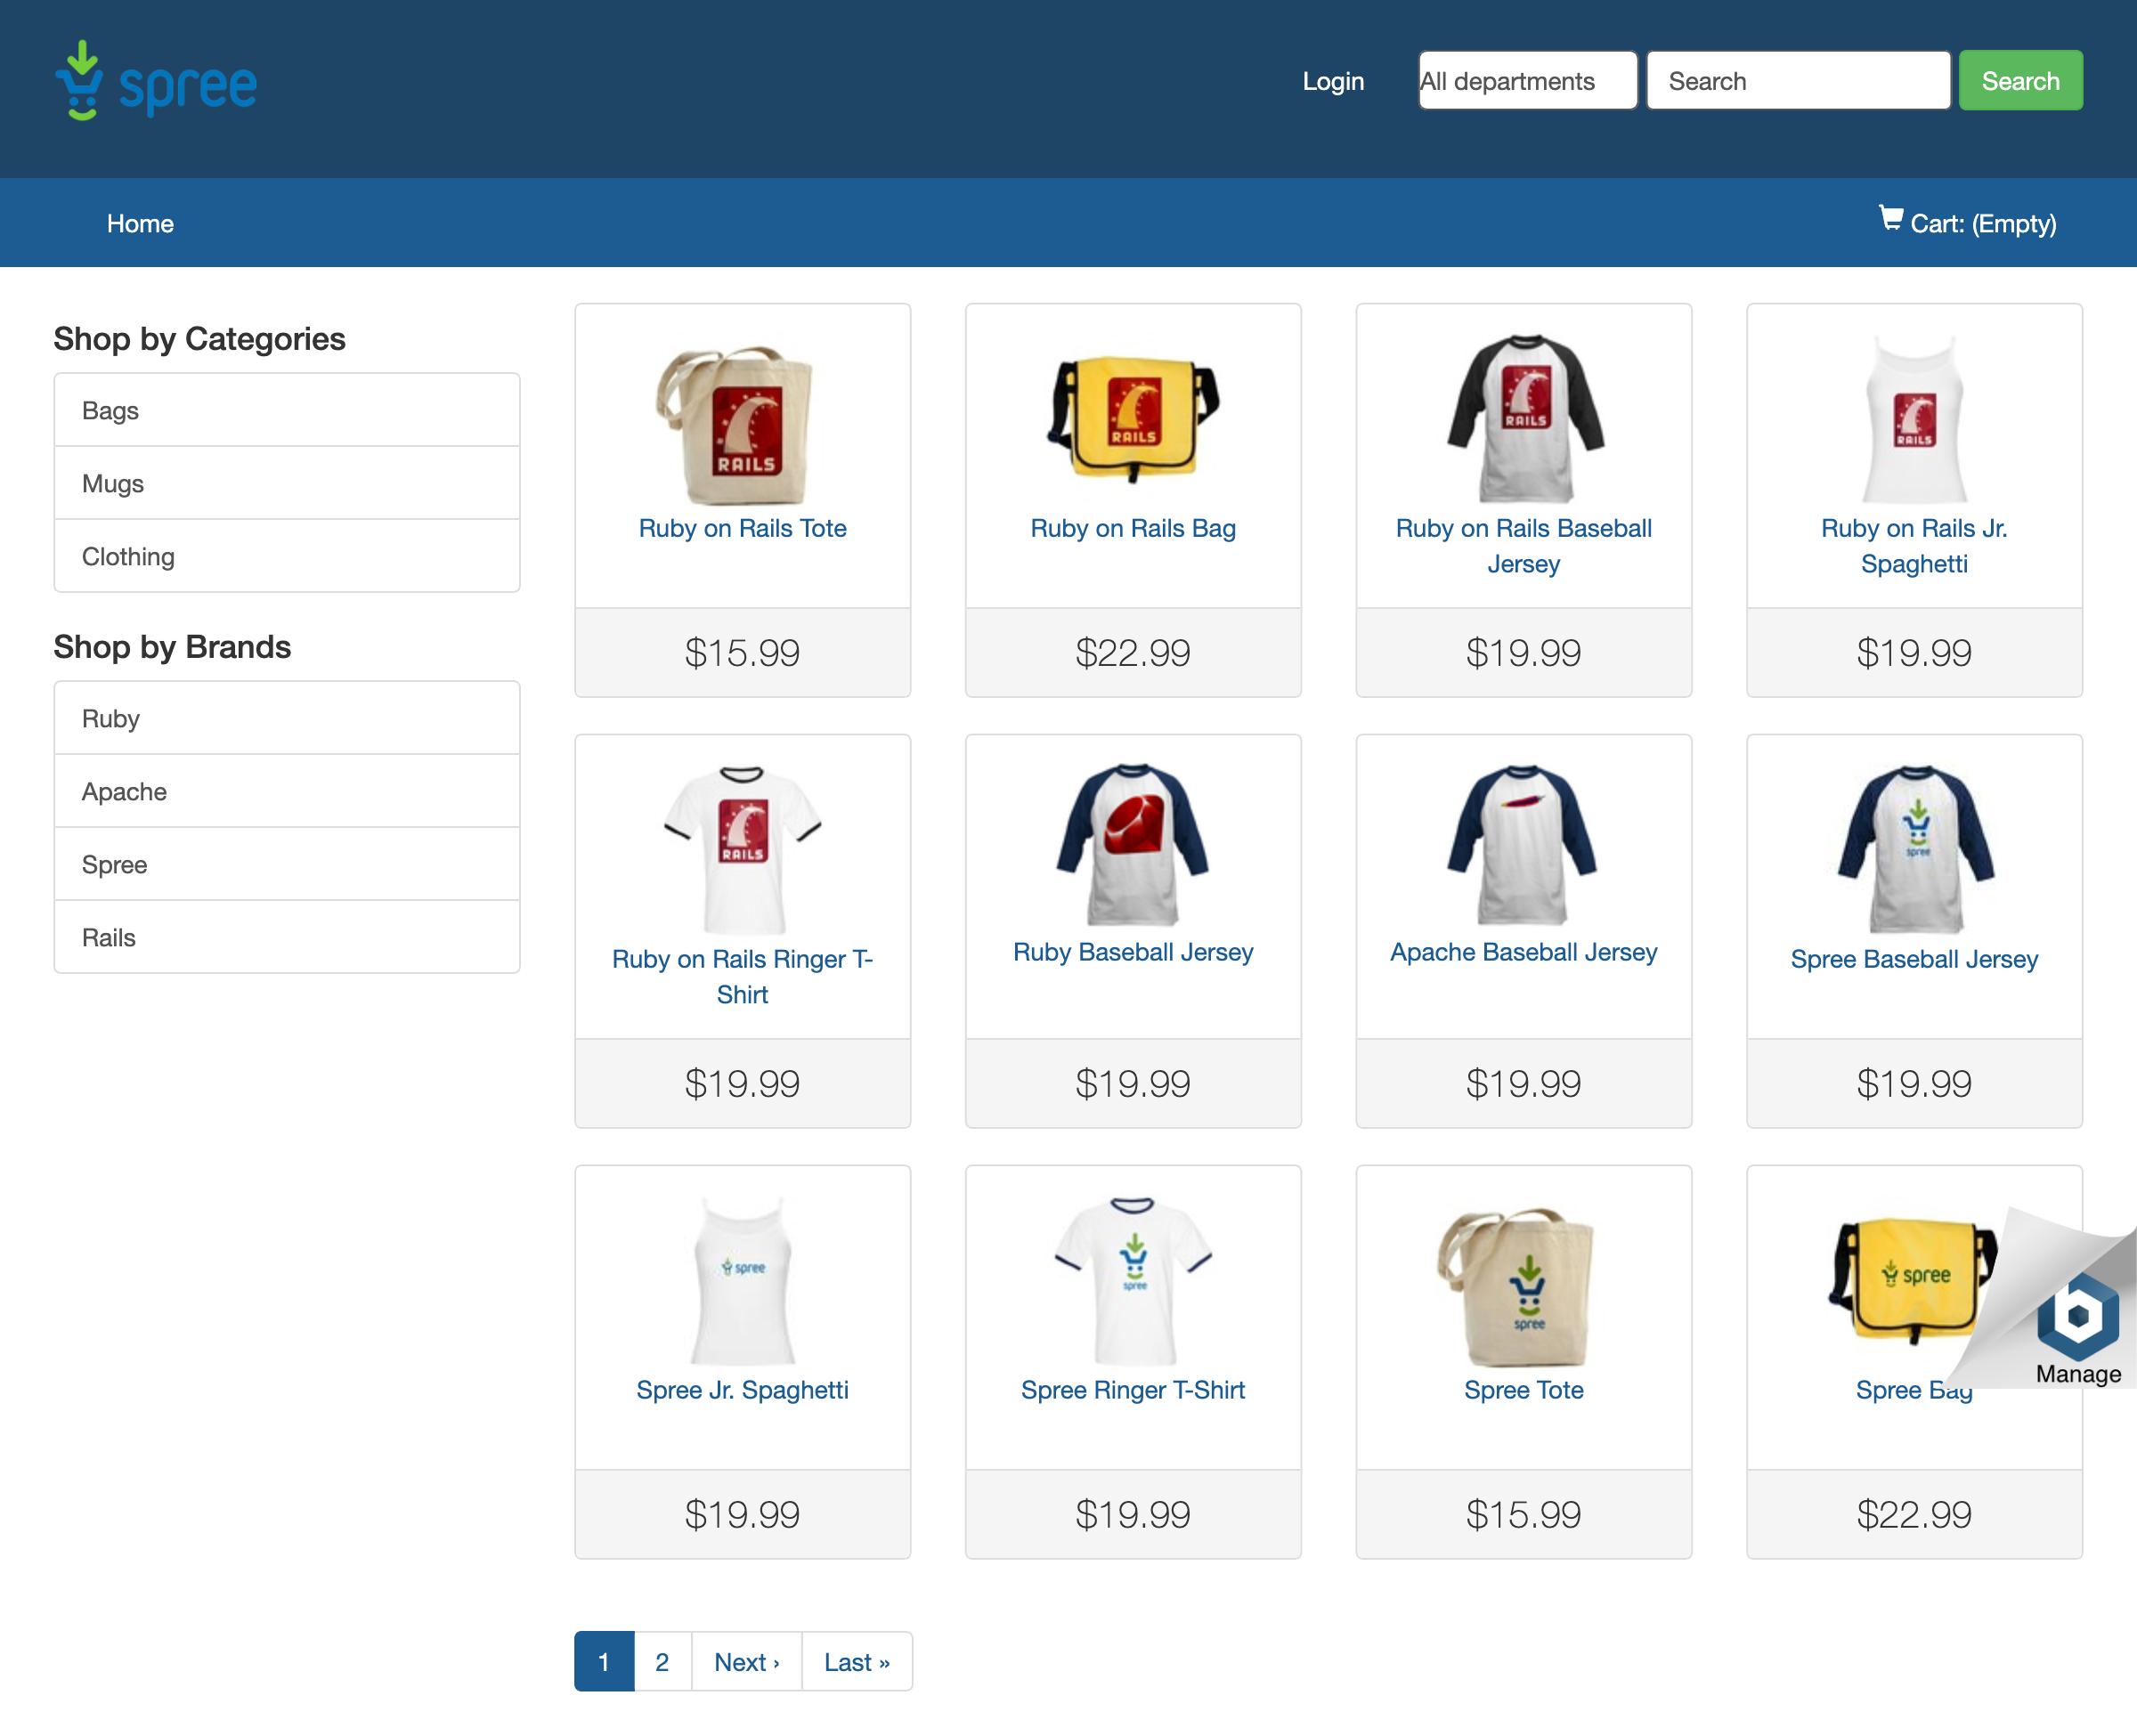 spree
Login
All departments
Search
Search
Home
Cart: (Empty)
Shop by Categories
Bags
Mugs
Clothing
Shop by Brands
Ruby
Apache
Spree
Rails
RAILS
Ruby on Rails Tote
$15.99
RAILS
Ruby on Rails Bag
$22.99
RAILS
Ruby on Rails Baseball
Jersey
$19.99
RAILS
Ruby on Rails Jr.
Spaghetti
$19.99
RAILS
Ruby on Rails Ringer T-
Shirt
$19.99
Ruby Baseball Jersey
$19.99
Apache Baseball Jersey
$19.99
spree
Spree Baseball Jersey
$19.99
spree
Spree Jr. Spaghetti
$19.99
spree
Spree Ringer T-Shirt
$19.99
spree
Spree Tote
$15.99
spree
Spree Bag
$22.99
b
Manage
1
2
Next ›
Last »